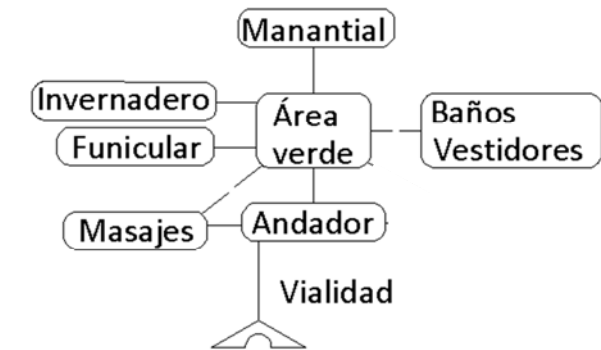 Manantial
Invernadero
Área
verde
Baños
Vestidores
Funicular
Masajes
Andador
Vialidad